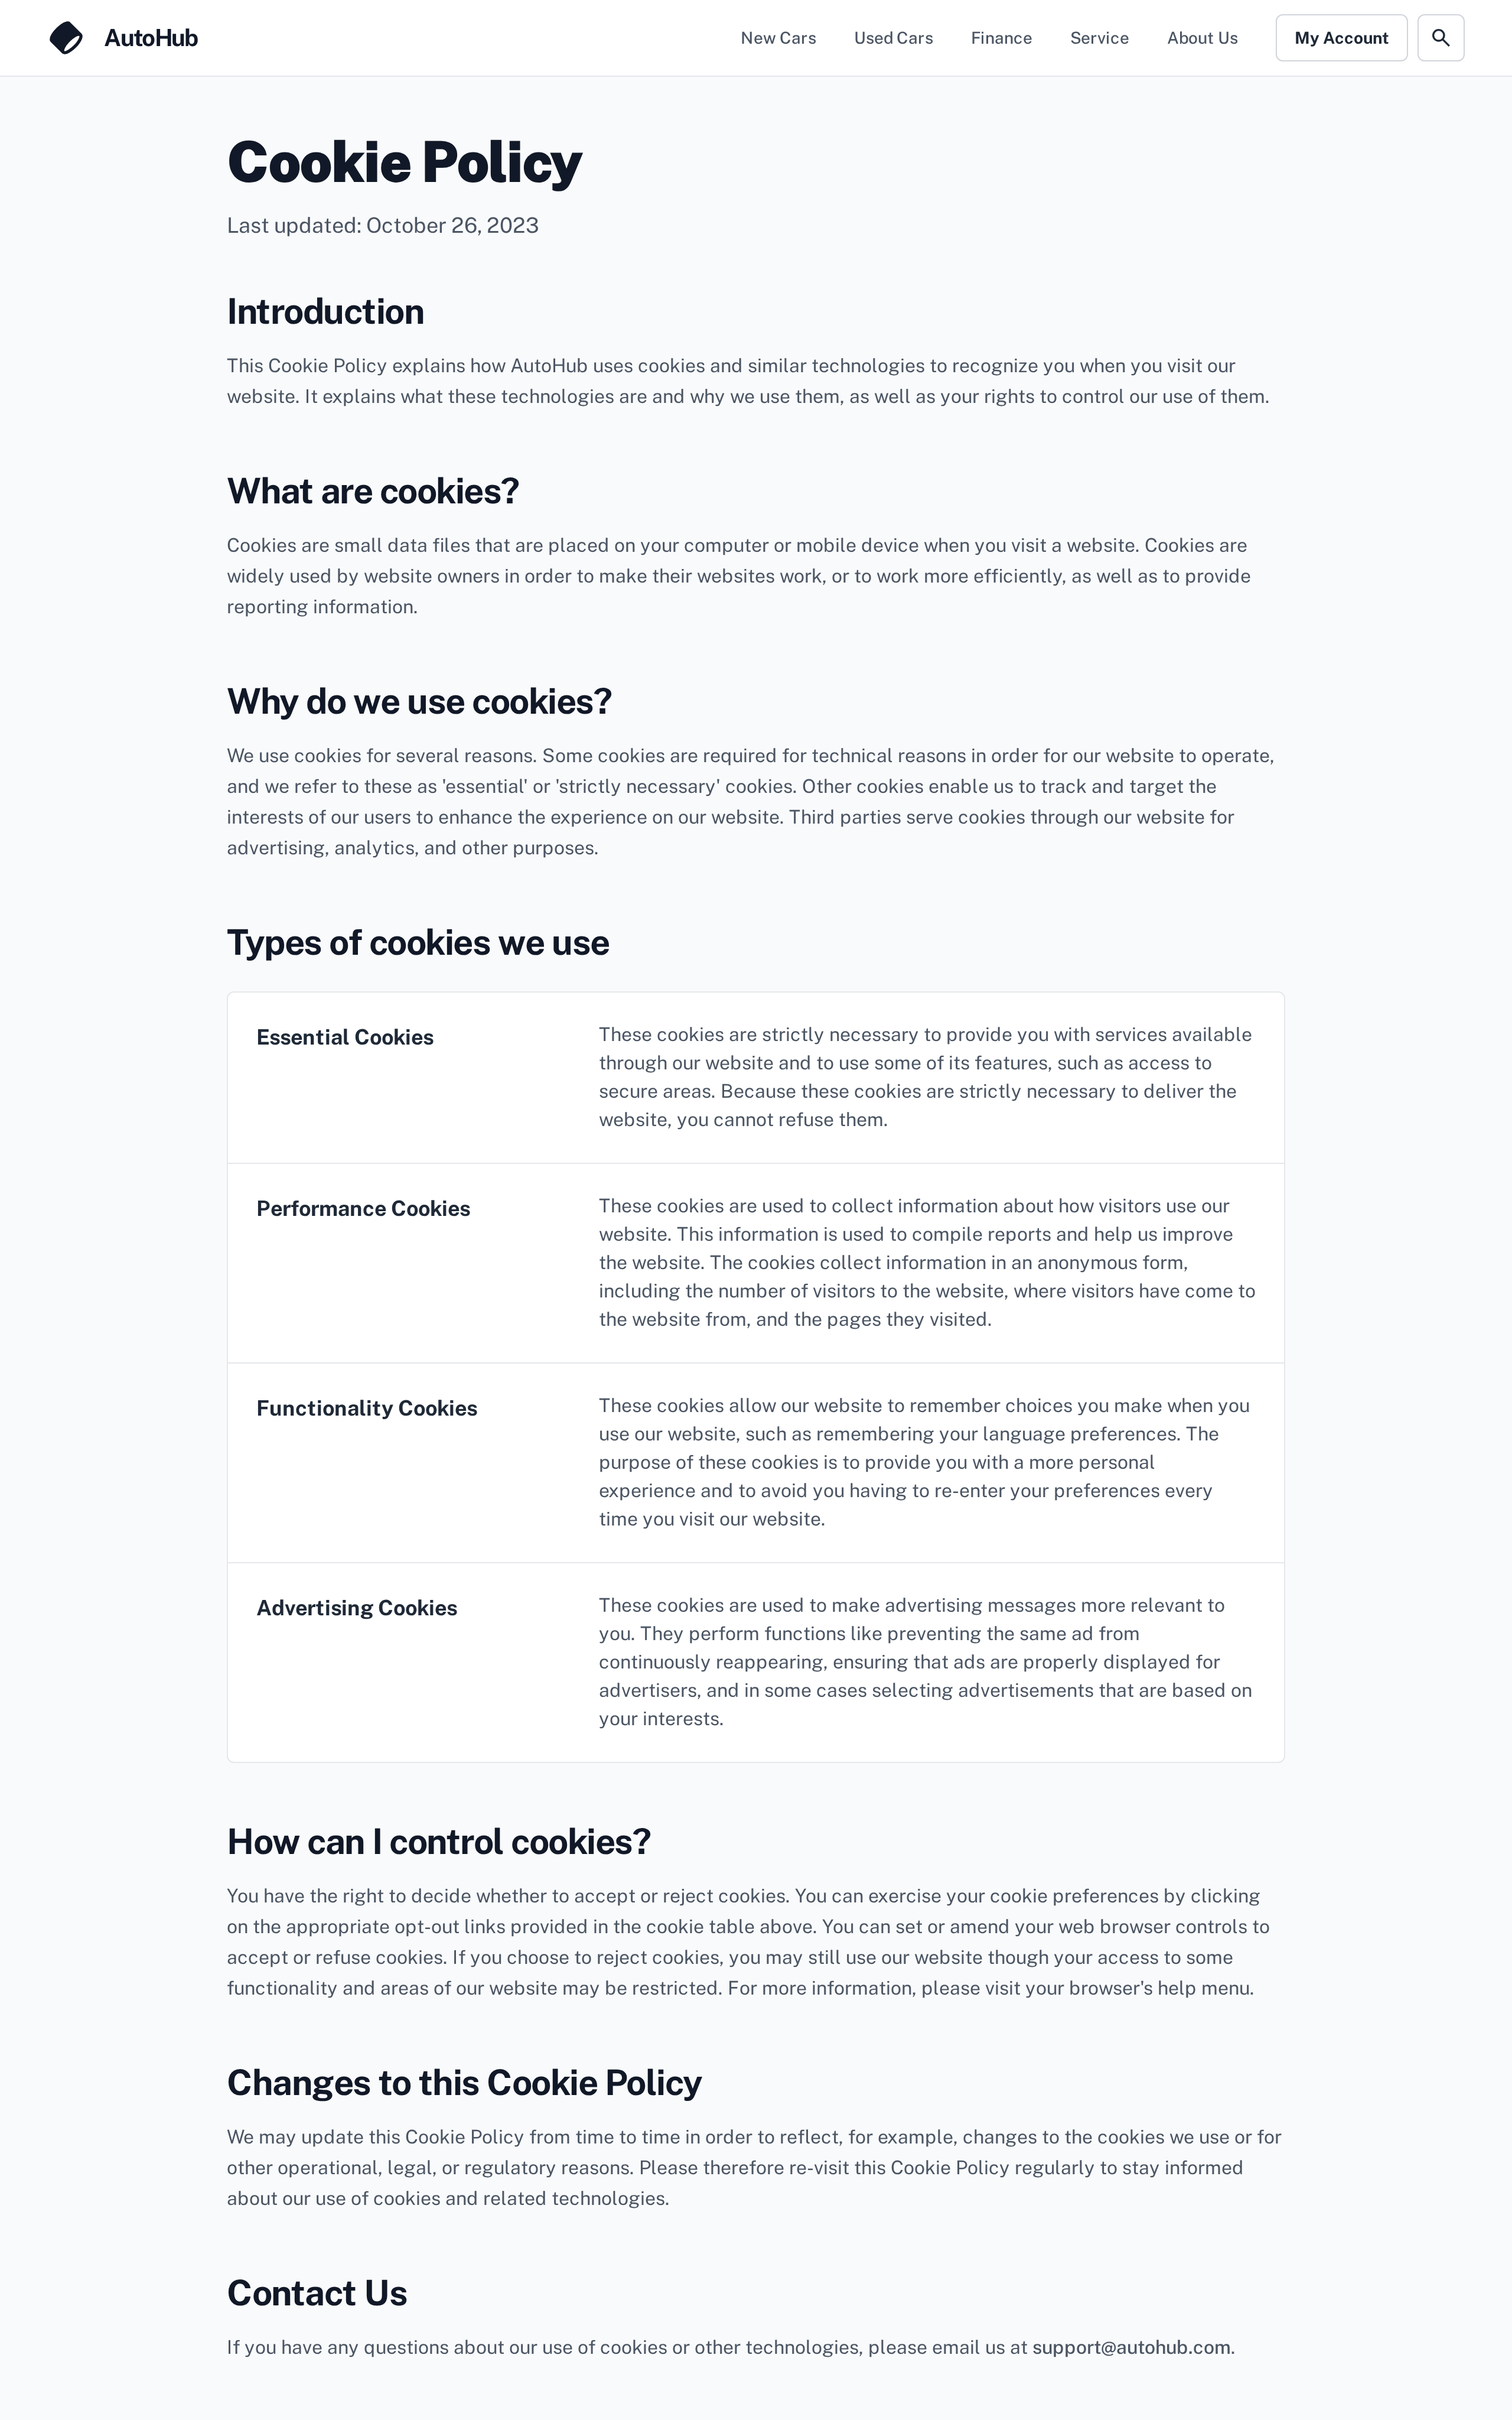 AutoHub
New Cars
Used Cars
Finance
Service
About Us
My Account
Cookie Policy
Last updated: October 26, 2023
Introduction
This Cookie Policy explains how AutoHub uses cookies and similar technologies to recognize you when you visit our
website. It explains what these technologies are and why we use them, as well as your rights to control our use of them.
What are cookies?
Cookies are small data files that are placed on your computer or mobile device when you visit a website. Cookies are
widely used by website owners in order to make their websites work, or to work more efficiently, as well as to provide
reporting information.
Why do we use cookies?
We use cookies for several reasons. Some cookies are required for technical reasons in order for our website to operate,
and we refer to these as 'essential' or 'strictly necessary' cookies. Other cookies enable us to track and target the
interests of our users to enhance the experience on our website. Third parties serve cookies through our website for
advertising, analytics, and other purposes.
Types of cookies we use
Essential Cookies
These cookies are strictly necessary to provide you with services available
through our website and to use some of its features, such as access to
secure areas. Because these cookies are strictly necessary to deliver the
website, you cannot refuse them.
Performance Cookies
These cookies are used to collect information about how visitors use our
website. This information is used to compile reports and help us improve
the website. The cookies collect information in an anonymous form,
including the number of visitors to the website, where visitors have come to
the website from, and the pages they visited.
Functionality Cookies
These cookies allow our website to remember choices you make when you
use our website, such as remembering your language preferences. The
purpose of these cookies is to provide you with a more personal
experience and to avoid you having to re-enter your preferences every
time you visit our website.
Advertising Cookies
These cookies are used to make advertising messages more relevant to
you. They perform functions like preventing the same ad from
continuously reappearing, ensuring that ads are properly displayed for
advertisers, and in some cases selecting advertisements that are based on
your interests.
How can I control cookies?
You have the right to decide whether to accept or reject cookies. You can exercise your cookie preferences by clicking
on the appropriate opt-out links provided in the cookie table above. You can set or amend your web browser controls to
accept or refuse cookies. If you choose to reject cookies, you may still use our website though your access to some
functionality and areas of our website may be restricted. For more information, please visit your browser's help menu.
Changes to this Cookie Policy
We may update this Cookie Policy from time to time in order to reflect, for example, changes to the cookies we use or for
other operational, legal, or regulatory reasons. Please therefore re-visit this Cookie Policy regularly to stay informed
about our use of cookies and related technologies.
Contact Us
If you have any questions about our use of cookies or other technologies, please email us at support@autohub.com.